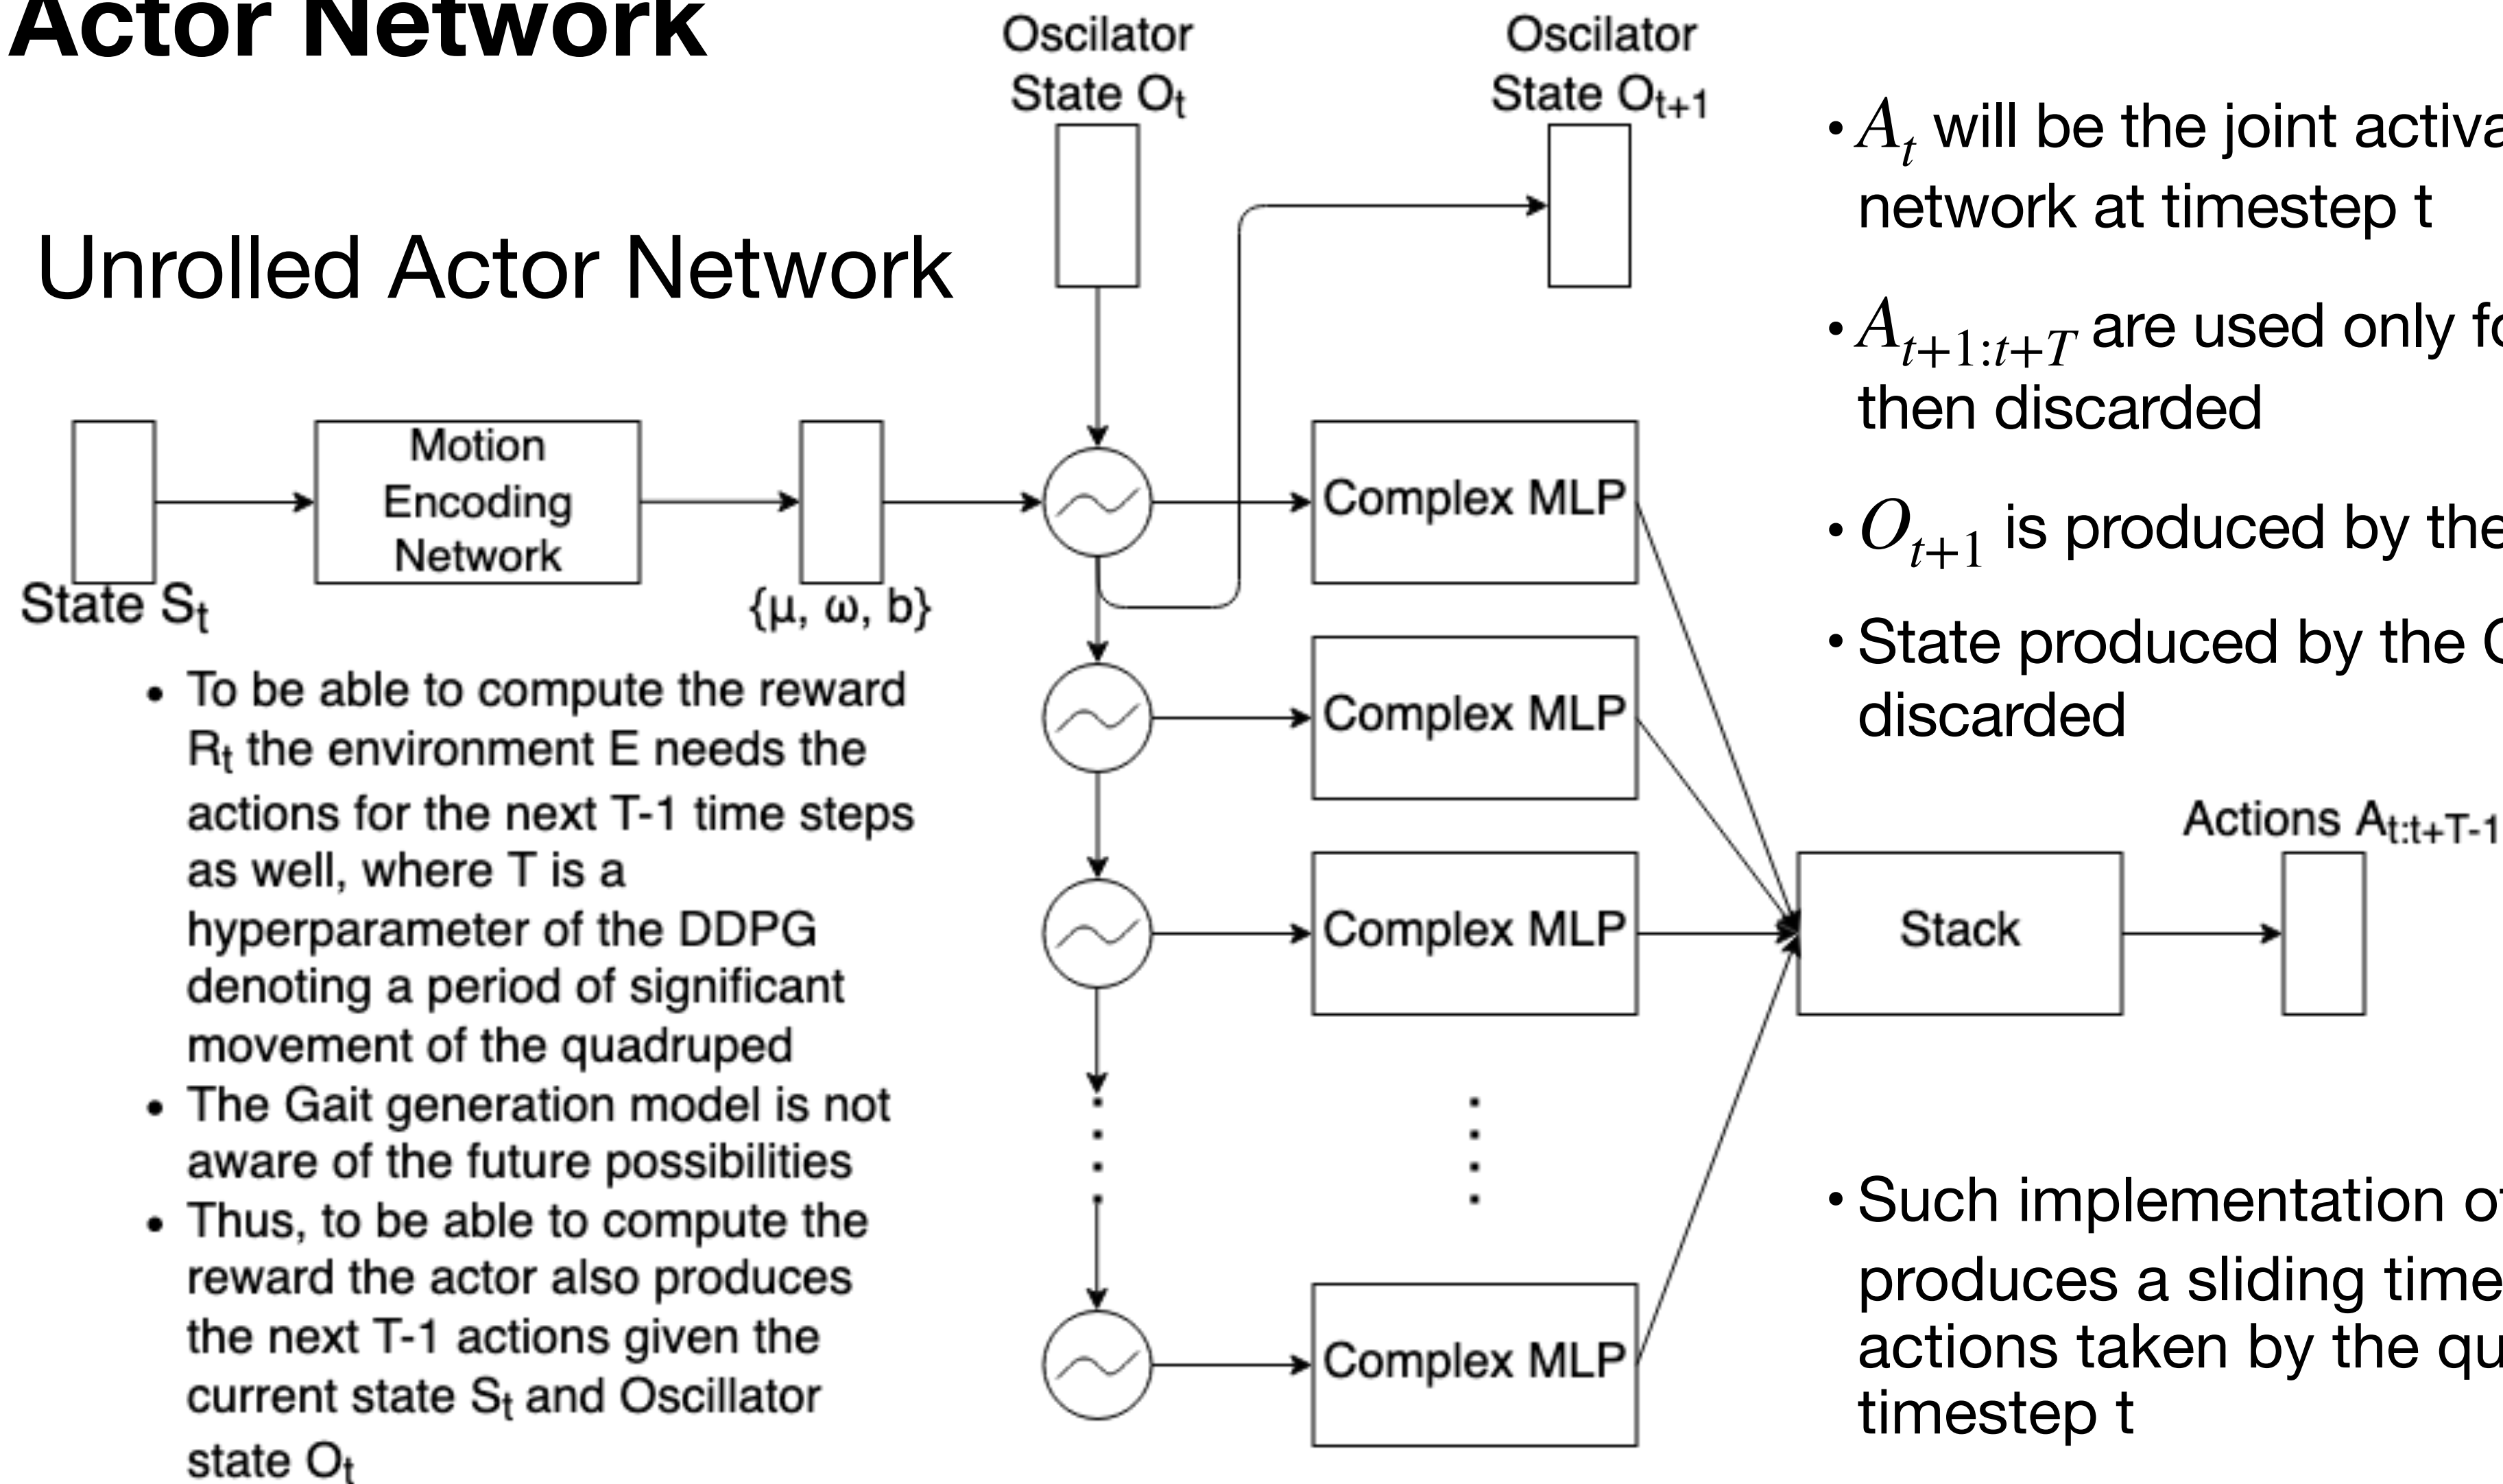 Actor Network
Unrolled Actor Network
Oscilator
State Oₜ
Oscilator
State Oₜ₊₁
State Sₜ
Motion
Encoding
Network
{μ, ω, b}
Complex MLP
Complex MLP
Complex MLP
Complex MLP
Stack
Actions Aₜ:ₜ₊T₋₁
• To be able to compute the reward
Rₜ the environment E needs the
actions for the next T-1 time steps
as well, where T is a
hyperparameter of the DDPG
denoting a period of significant
movement of the quadruped
• The Gait generation model is not
aware of the future possibilities
• Thus, to be able to compute the
reward the actor also produces
the next T-1 actions given the
current state Sₜ and Oscillator
state Oₜ
• Aₜ will be the joint
network at timestep t
• Aₜ₊₁:ₜ₊T are used only
then discarded
• Oₜ₊₁ is produced by the
• State produced by the
discarded
• Such implementation
produces a sliding time
actions taken by the
timestep t